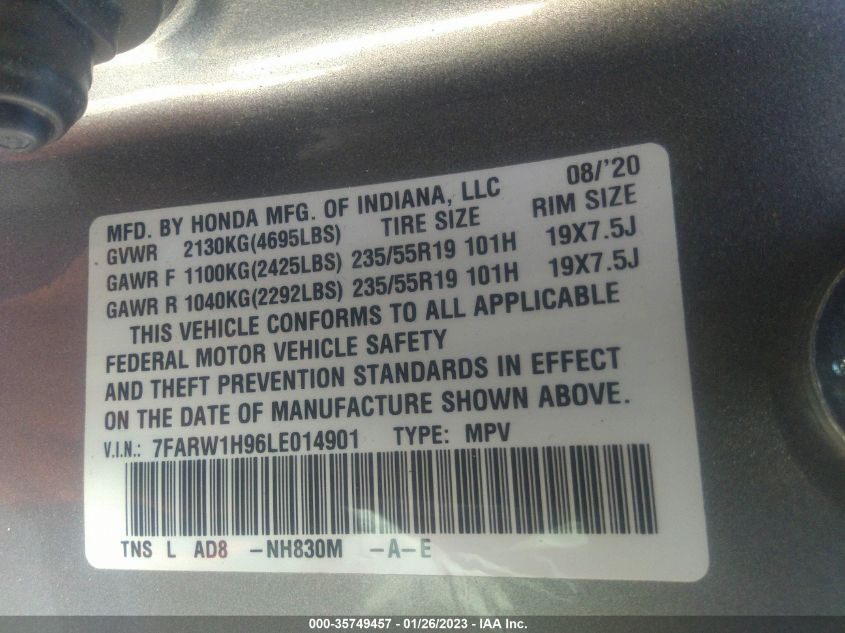 MFD. BY HONDA MFG. OF INDIANA, LLC 08/'20
GVWR 2130KG(4695LBS) TIRE SIZE RIM SIZE
GAWR F 1100KG(2425LBS) 235/55R19 101H 19X7.5J
GAWR R 1040KG(2292LBS) 235/55R19 101H 19X7.5J
THIS VEHICLE CONFORMS TO ALL APPLICABLE
FEDERAL MOTOR VEHICLE SAFETY
AND THEFT PREVENTION STANDARDS IN EFFECT
ON THE DATE OF MANUFACTURE SHOWN ABOVE.
V.I.N.: 7FARW1H96LE014901 TYPE: MPV
TNS L AD8 -NH830M -A-E
000-35749457 - 01/26/2023 - IAA Inc.